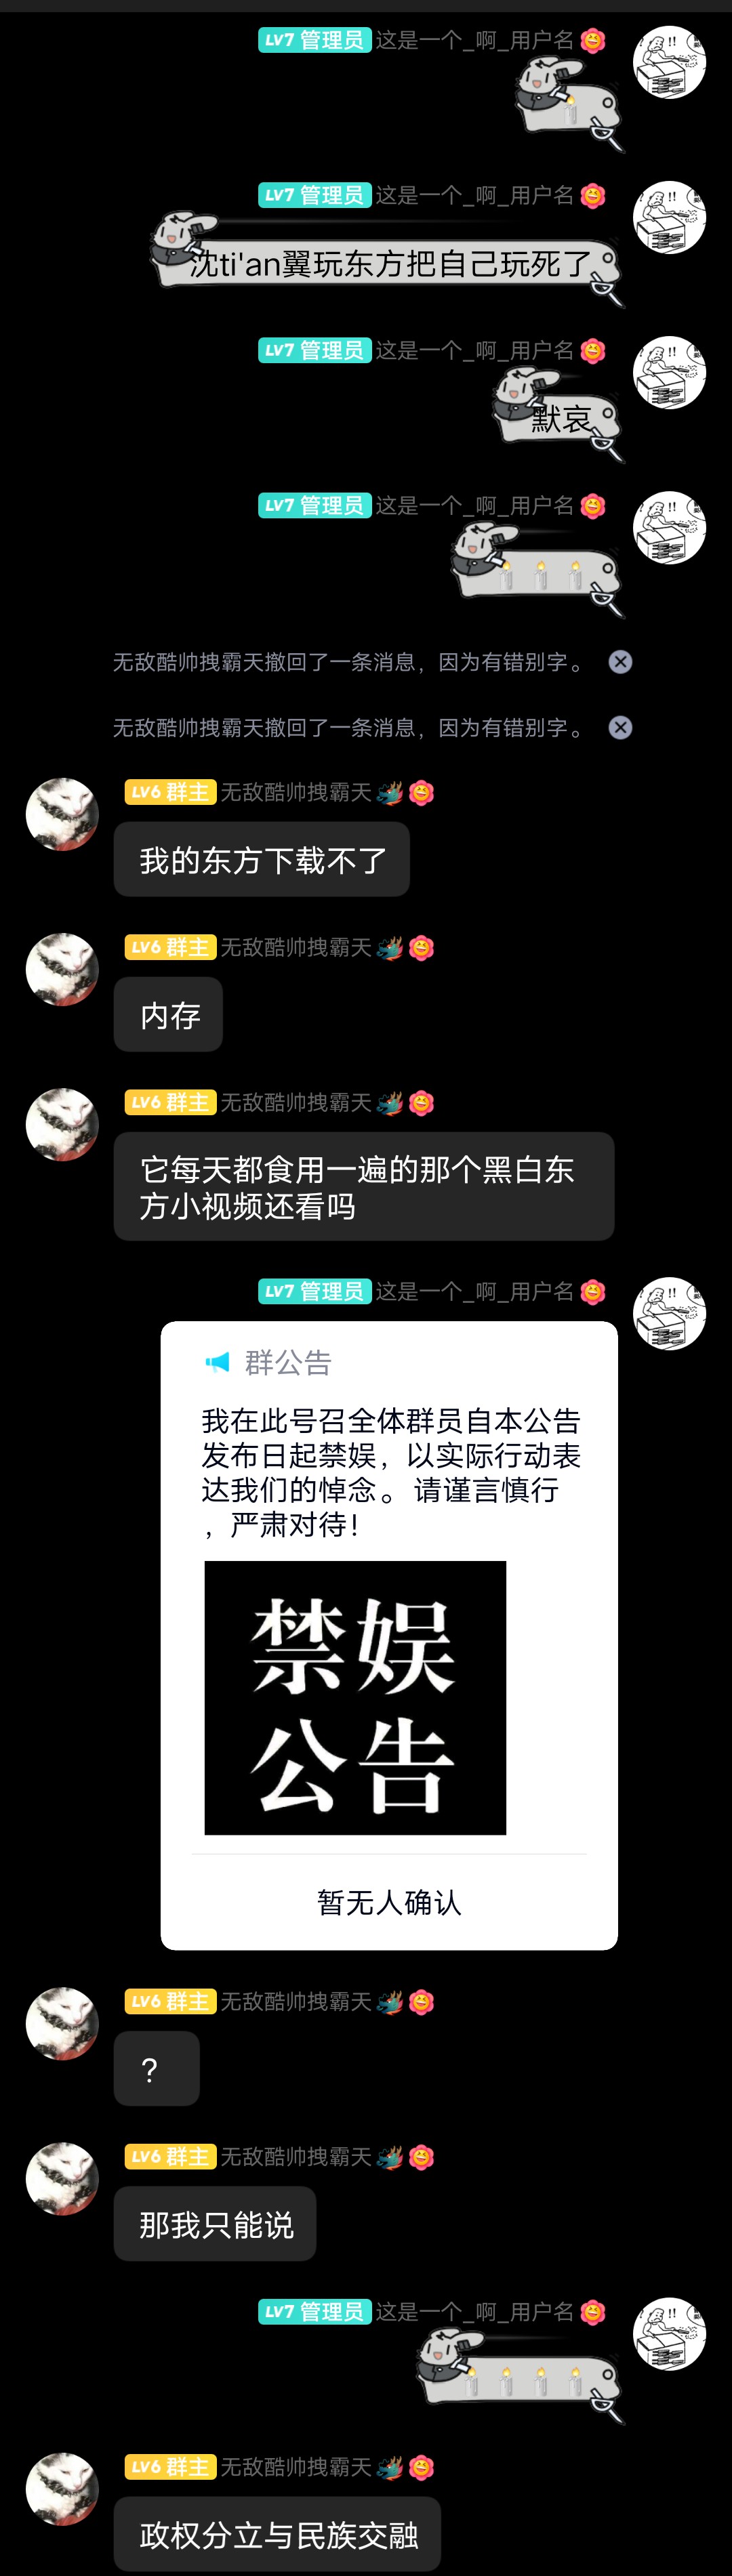 LV7 管理员 这是一个_啊_用户名
LV7 管理员 这是一个_啊_用户名
沈ti'an翼玩东方把自己玩死了
LV7 管理员 这是一个_啊_用户名
默哀
LV7 管理员 这是一个_啊_用户名
无敌酷帅拽霸天撤回了一条消息，因为有错别字。
无敌酷帅拽霸天撤回了一条消息，因为有错别字。
LV6 群主 无敌酷帅拽霸天
我的东方下载不了
LV6 群主 无敌酷帅拽霸天
内存
LV6 群主 无敌酷帅拽霸天
它每天都食用一遍的那个黑白东
方小视频还看吗
LV7 管理员 这是一个_啊_用户名
群公告
我在此号召全体群员自本公告
发布日起禁娱，以实际行动表
达我们的悼念。请谨言慎行
，严肃对待！
禁娱
公告
暂无人确认
LV6 群主 无敌酷帅拽霸天
？
LV6 群主 无敌酷帅拽霸天
那我只能说
LV7 管理员 这是一个_啊_用户名
LV6 群主 无敌酷帅拽霸天
政权分立与民族交融